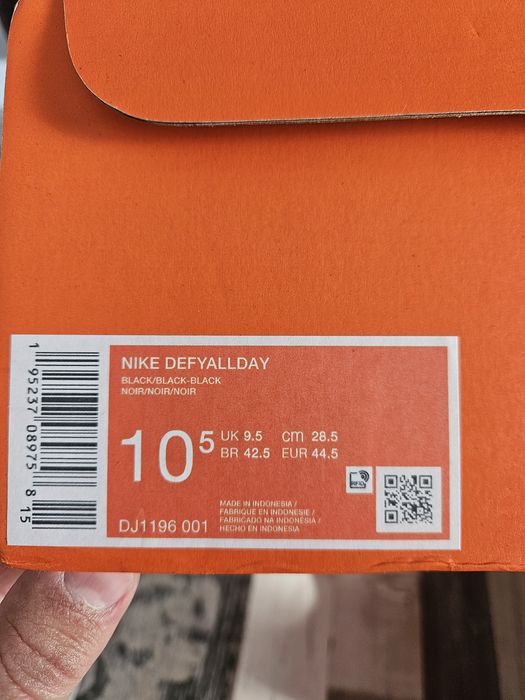 NIKE DEFYALLDAY
BLACK/BLACK-BLACK
NOIR/NOIR/NOIR
10⁵ UK 9.5 cm 28.5
BR 42.5 EUR 44.5
MADE IN INDONESIA /
FABRIQUE EN INDONESIE /
FABRICADO NA INDONÉSIA /
HECHO EN INDONESIA
DJ1196 001
1 95237 08975 8 15